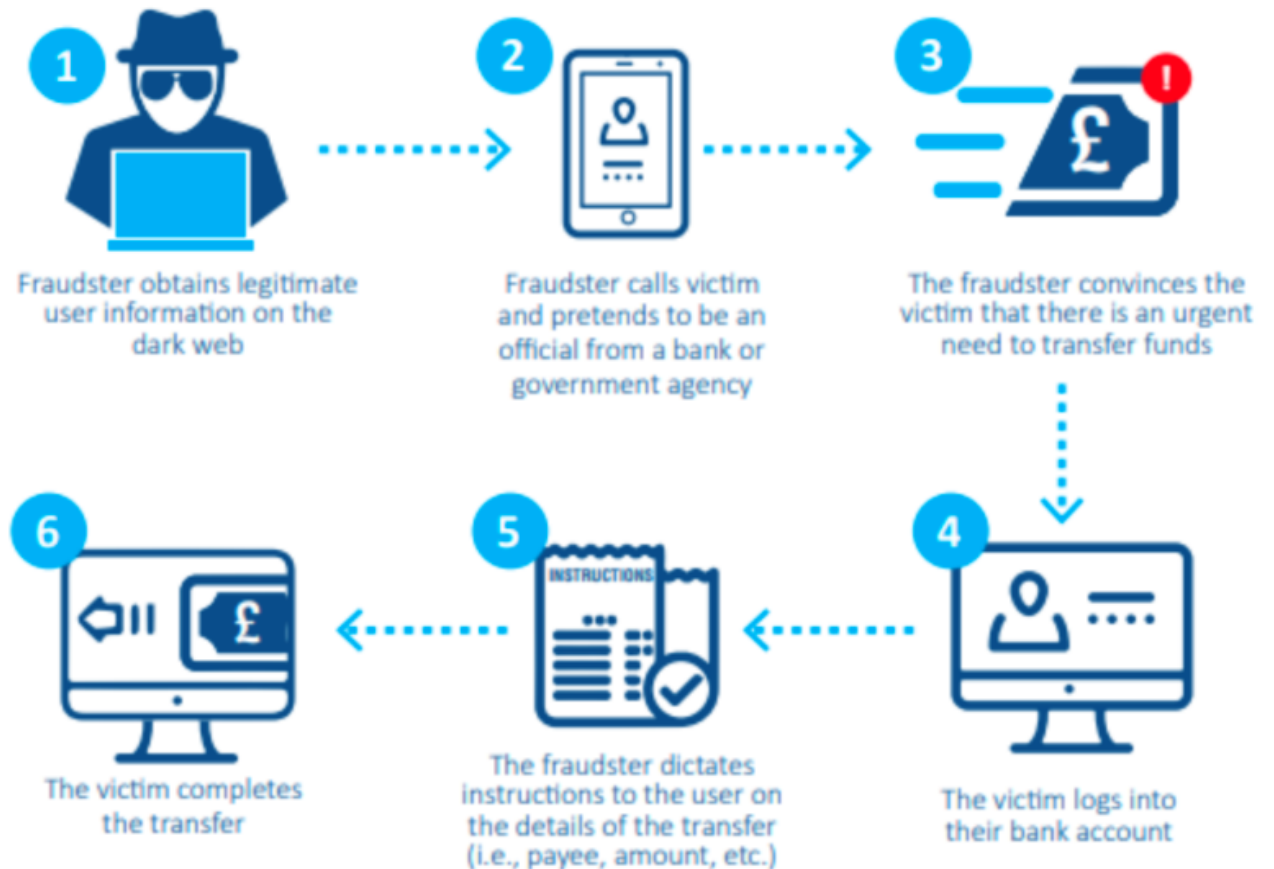 1
Fraudster obtains legitimate
user information on the
dark web
2
Fraudster calls victim
and pretends to be an
official from a bank or
government agency
3
!
£
The fraudster convinces the
victim that there is an urgent
need to transfer funds
4
The victim logs into
their bank account
5
INSTRUCTIONS
The fraudster dictates
instructions to the user on
the details of the transfer
(i.e., payee, amount, etc.)
6
£
The victim completes
the transfer